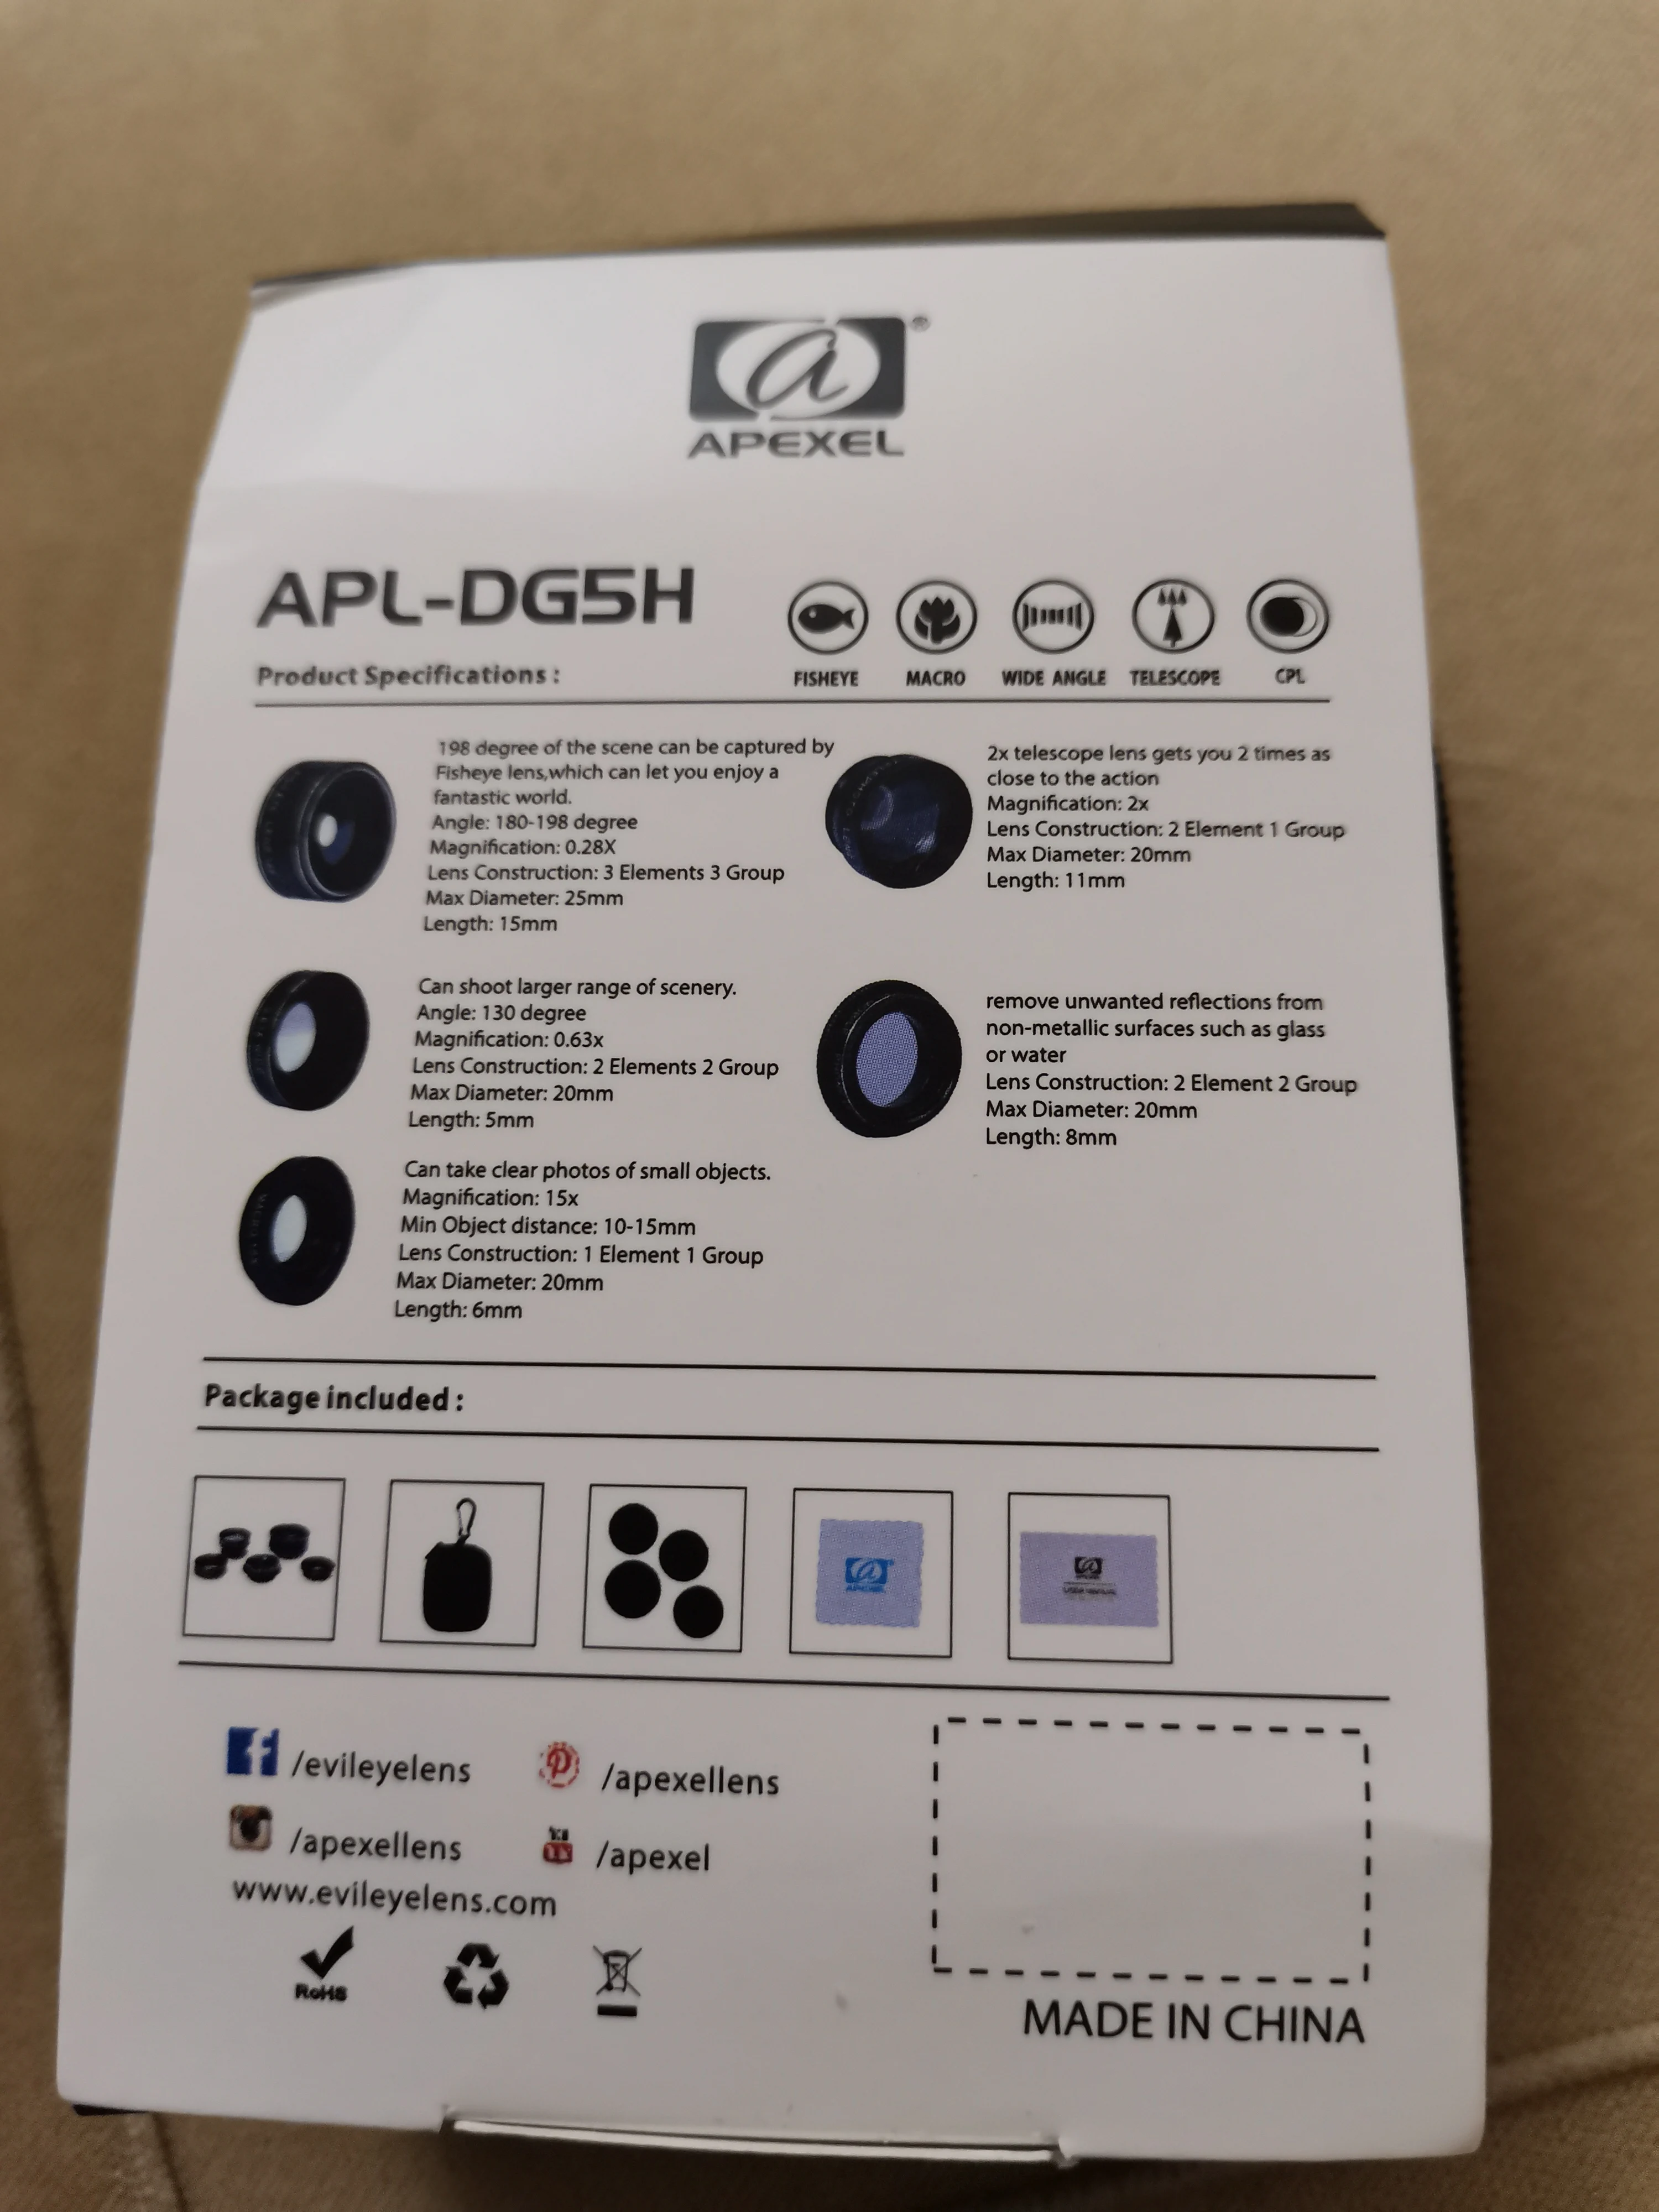 a®
APEXEL
APL-DG5H
Product Specifications :
FISHEYE
MACRO
WIDE ANGLE
TELESCOPE
CPL
198 degree of the scene can be captured by
Fisheye lens,which can let you enjoy a
fantastic world.
Angle: 180-198 degree
Magnification: 0.28X
Lens Construction: 3 Elements 3 Group
Max Diameter: 25mm
Length: 15mm
2x telescope lens gets you 2 times as
close to the action
Magnification: 2x
Lens Construction: 2 Element 1 Group
Max Diameter: 20mm
Length: 11mm
Can shoot larger range of scenery.
Angle: 130 degree
Magnification: 0.63x
Lens Construction: 2 Elements 2 Group
Max Diameter: 20mm
Length: 5mm
remove unwanted reflections from
non-metallic surfaces such as glass
or water
Lens Construction: 2 Element 2 Group
Max Diameter: 20mm
Length: 8mm
Can take clear photos of small objects.
Magnification: 15x
Min Object distance: 10-15mm
Lens Construction: 1 Element 1 Group
Max Diameter: 20mm
Length: 6mm
Package included :
a
APEXEL
a
APEXEL
USER MANUAL
/evileyelens
/apexellens
/apexellens
/apexel
www.evileyelens.com
RoHS
MADE IN CHINA